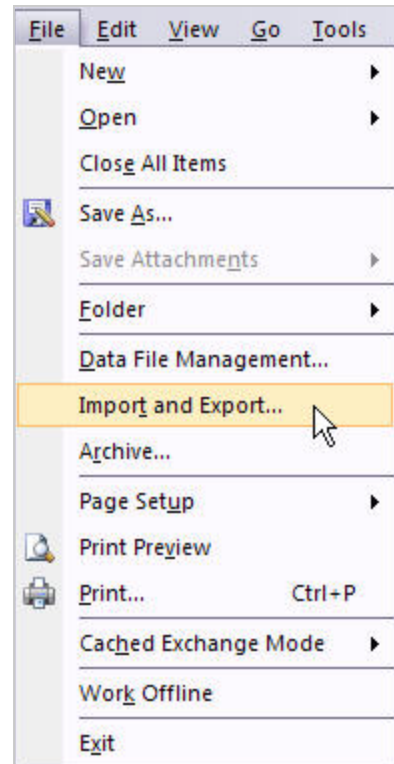 File Edit View Go Tools
New
Open
Close All Items
Save As...
Save Attachments
Folder
Data File Management...
Import and Export...
Archive...
Page Setup
Print Preview
Print... Ctrl+P
Cached Exchange Mode
Work Offline
Exit